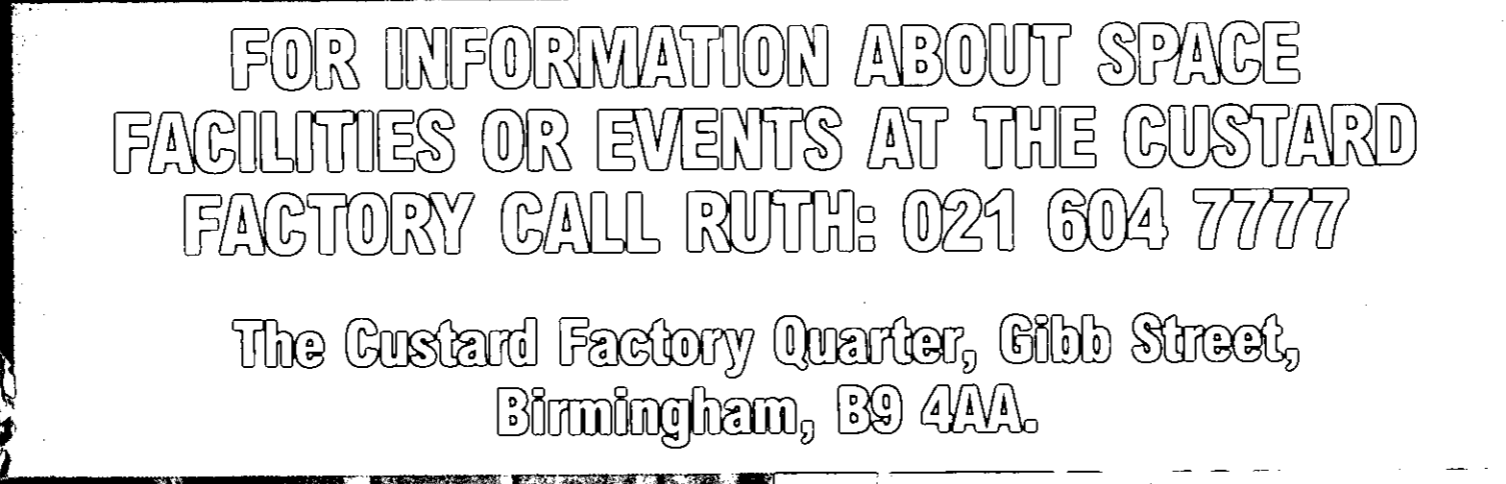 FOR INFORMATION ABOUT SPACE
FACILITIES OR EVENTS AT THE CUSTARD
FACTORY CALL RUTH: 021 604 7777
The Custard Factory Quarter, Gibb Street,
Birmingham, B9 4AA.